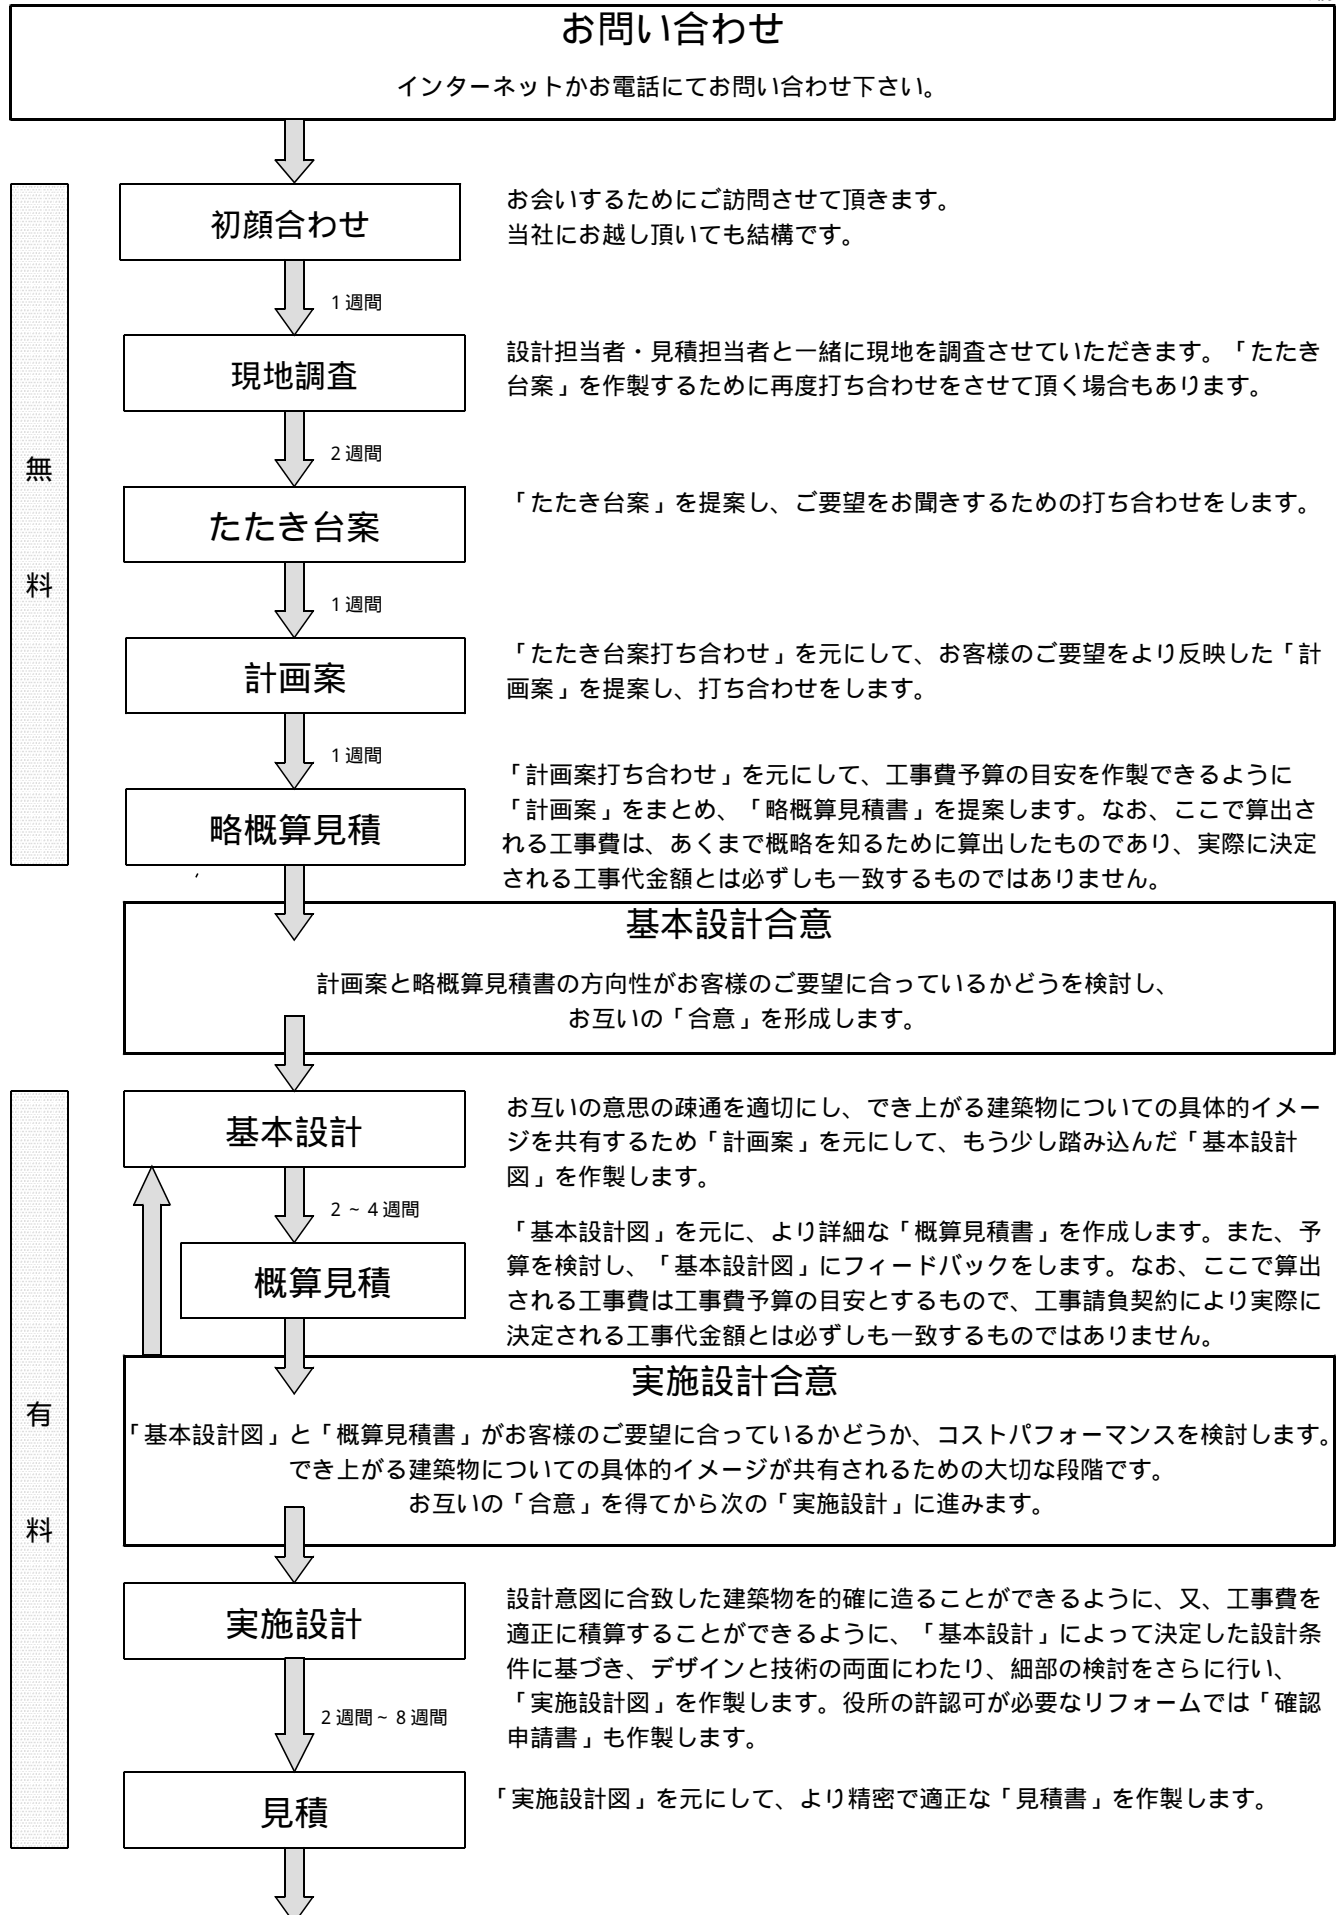 お問い合わせ
インターネットかお電話にてお問い合わせ下さい。
初顔合わせ
お会いするためにご訪問させて頂きます。
当社にお越し頂いても結構です。
1週間
現地調査
設計担当者・見積担当者と一緒に現地を調査させていただきます。「たたき
台案」を作製するために再度打ち合わせをさせて頂く場合もあります。
2週間
無
料
たたき台案
「たたき台案」を提案し、ご要望をお聞きするための打ち合わせをします。
1週間
計画案
「たたき台案打ち合わせ」を元にして、お客様のご要望をより反映した「計
画案」を提案し、打ち合わせをします。
1週間
略概算見積
「計画案打ち合わせ」を元にして、工事費予算の目安を作製できるように
「計画案」をまとめ、「略概算見積書」を提案します。なお、ここで算出さ
れる工事費は、あくまで概略を知るために算出したものであり、実際に決定
される工事代金額とは必ずしも一致するものではありません。
基本設計合意
計画案と略概算見積書の方向性がお客様のご要望に合っているかどうを検討し、
お互いの「合意」を形成します。
基本設計
お互いの意思の疎通を適切にし、でき上がる建築物についての具体的イメー
ジを共有するため「計画案」を元にして、もう少し踏み込んだ「基本設計
図」を作製します。
2～4週間
概算見積
「基本設計図」を元に、より詳細な「概算見積書」を作成します。また、予
算を検討し、「基本設計図」にフィードバックをします。なお、ここで算出
される工事費は工事費予算の目安とするもので、工事請負契約により実際に
決定される工事代金額とは必ずしも一致するものではありません。
有
料
実施設計合意
「基本設計図」と「概算見積書」がお客様のご要望に合っているかどうか、コストパフォーマンスを検討します。
でき上がる建築物についての具体的イメージが共有されるための大切な段階です。
お互いの「合意」を得てから次の「実施設計」に進みます。
実施設計
設計意図に合致した建築物を的確に造ることができるように、又、工事費を
適正に積算することができるように、「基本設計」によって決定した設計条
件に基づき、デザインと技術の両面にわたり、細部の検討をさらに行い、
「実施設計図」を作製します。役所の許認可が必要なリフォームでは「確認
申請書」も作製します。
2週間～8週間
見積
「実施設計図」を元にして、より精密で適正な「見積書」を作製します。